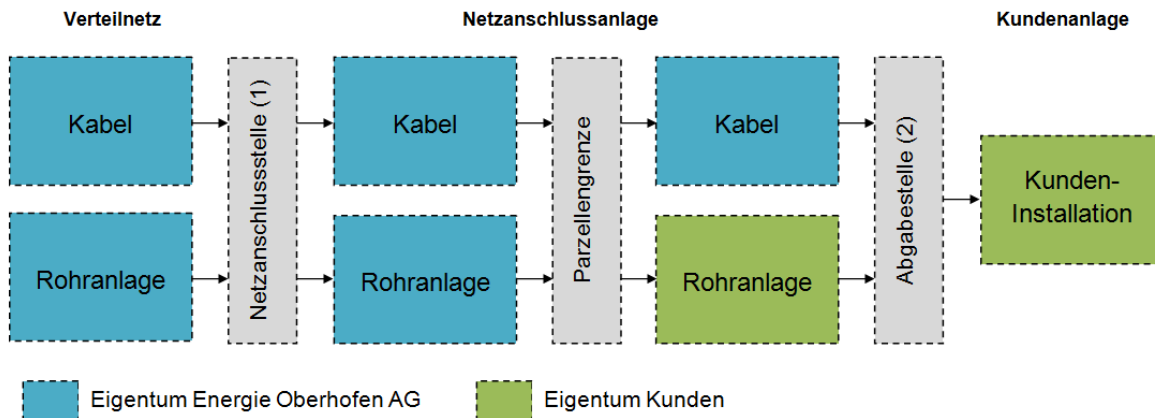 Verteilnetz
Netzanschlussanlage
Kundenanlage
Kabel
Netzanschlussstelle (1)
Kabel
Parzellengrenze
Kabel
Abgabestelle (2)
Kunden-
Installation
Rohranlage
Rohranlage
Rohranlage
Eigentum Energie Oberhofen AG
Eigentum Kunden